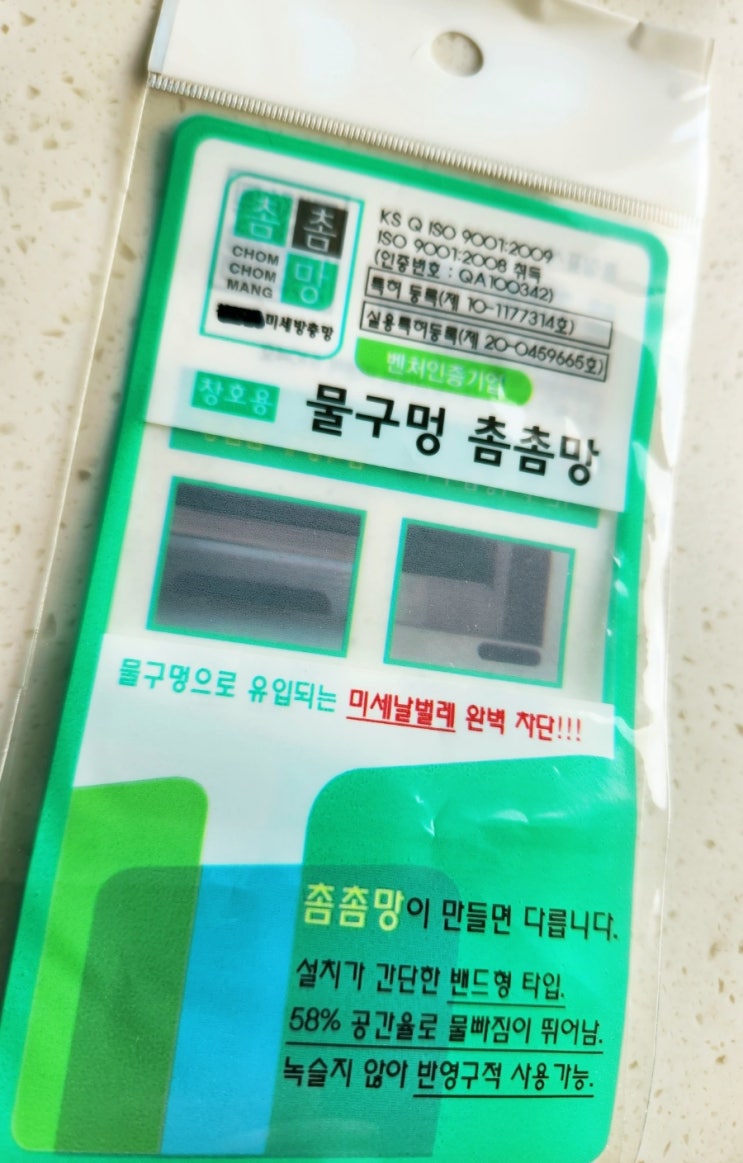 촘촘망
CHOM
CHOM
MANG
미세방충망
KS Q ISO 9001:2009
ISO 9001:2008 취득
(인증번호 : QA100342)
특허 등록(제 10-1177314호)
실용특허등록(제 20-0459665호)
벤처인증기업
창호용 물구멍 촘촘망
물구멍으로 유입되는 미세날벌레 완벽 차단!!!
촘촘망이 만들면 다릅니다.
설치가 간단한 밴드형 타입.
58% 공간율로 물빠짐이 뛰어남.
녹슬지 않아 반영구적 사용가능.